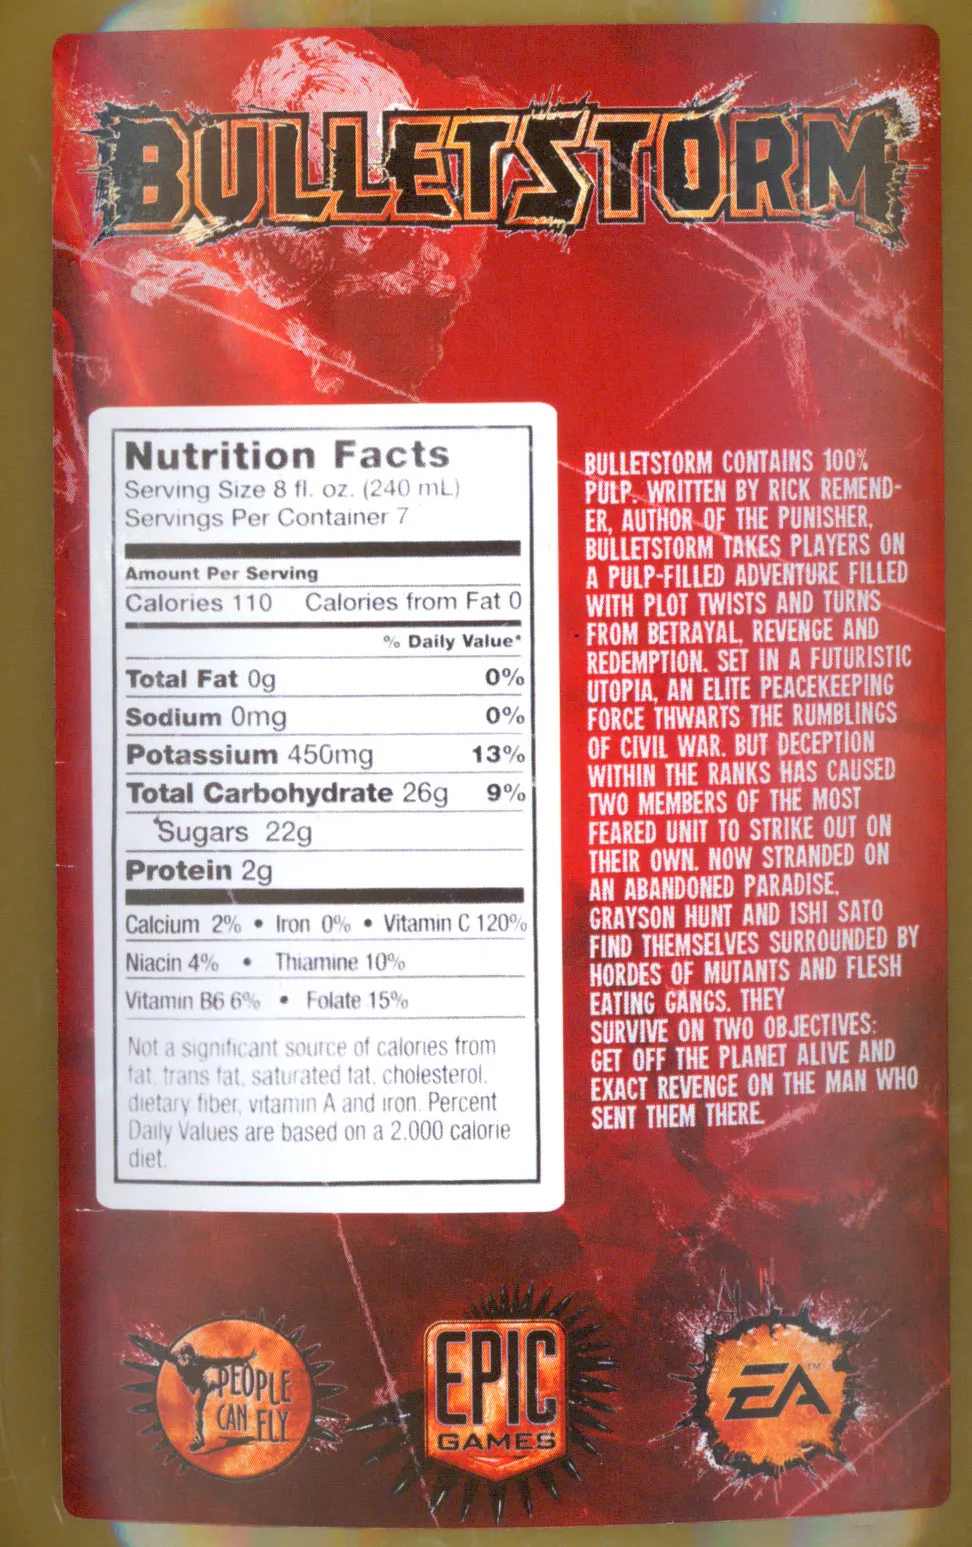 BULLETSTORM
Nutrition Facts
Serving Size 8 fl. oz. (240 mL)
Servings Per Container 7
Amount Per Serving
Calories 110 Calories from Fat 0
% Daily Value*
Total Fat 0g 0%
Sodium 0mg 0%
Potassium 450mg 13%
Total Carbohydrate 26g 9%
Sugars 22g
Protein 2g
Calcium 2% • Iron 0% • Vitamin C 120%
Niacin 4% • Thiamine 10%
Vitamin B6 6% • Folate 15%
Not a significant source of calories from
fat, trans fat, saturated fat, cholesterol,
dietary fiber, vitamin A and iron. Percent
Daily Values are based on a 2,000 calorie
diet.
BULLETSTORM CONTAINS 100%
PULP. WRITTEN BY RICK REMEND-
ER, AUTHOR OF THE PUNISHER,
BULLETSTORM TAKES PLAYERS ON
A PULP-FILLED ADVENTURE FILLED
WITH PLOT TWISTS AND TURNS
FROM BETRAYAL, REVENGE AND
REDEMPTION. SET IN A FUTURISTIC
UTOPIA, AN ELITE PEACEKEEPING
FORCE THWARTS THE RUMBLINGS
OF CIVIL WAR. BUT DECEPTION
WITHIN THE RANKS HAS CAUSED
TWO MEMBERS OF THE MOST
FEARED UNIT TO STRIKE OUT ON
THEIR OWN. NOW STRANDED ON
AN ABANDONED PARADISE,
GRAYSON HUNT AND ISHI SATO
FIND THEMSELVES SURROUNDED BY
HORDES OF MUTANTS AND FLESH
EATING GANGS. THEY
SURVIVE ON TWO OBJECTIVES:
GET OFF THE PLANET ALIVE AND
EXACT REVENGE ON THE MAN WHO
SENT THEM THERE.
PEOPLE
CAN FLY
EPIC
GAMES
EA™